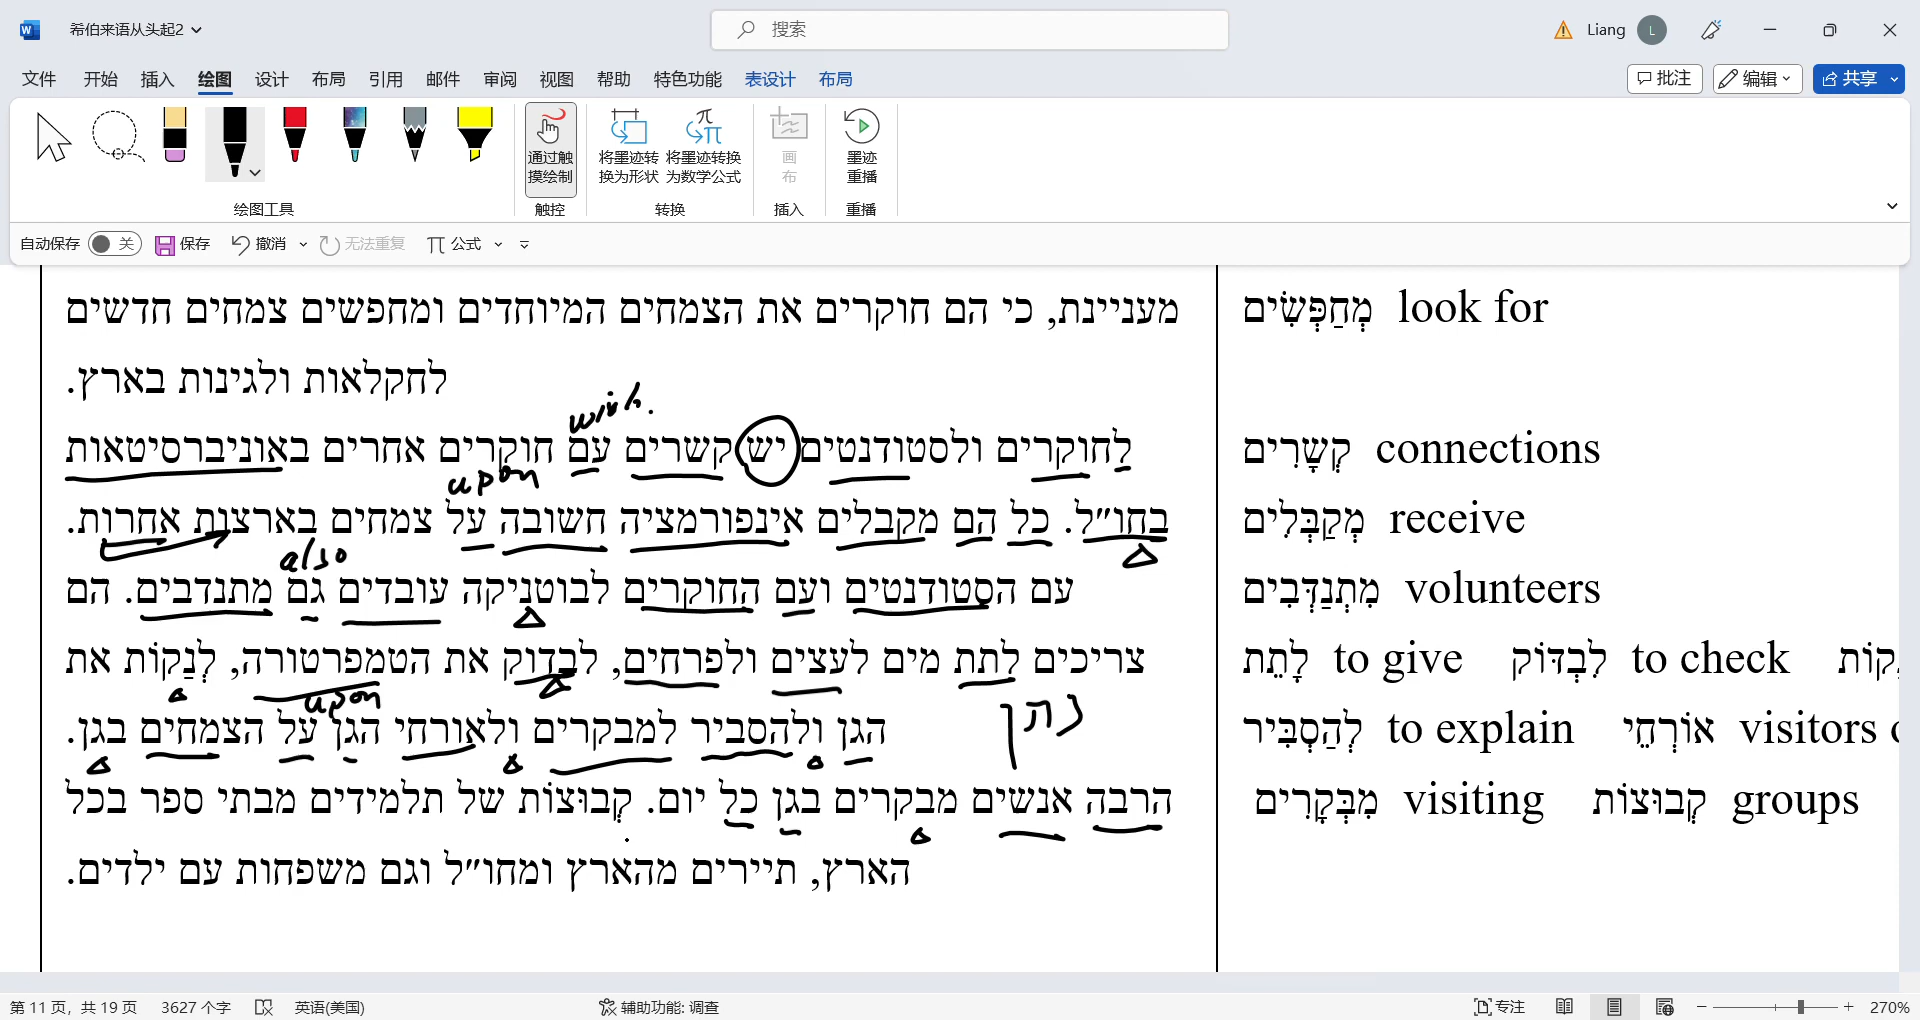 希伯来语从头起2
搜索
Liang
L
文件 开始 插入 绘图 设计 布局 引用 邮件 审阅 视图 帮助 特色功能 表设计 布局
批注 编辑 共享
通过触摸绘制
将墨迹转换为形状
将墨迹转换为数学公式
画布
墨迹重播
绘图工具 触控 转换 插入 重播
自动保存 关 保存 撤消 无法重复 公式
מעניינת, כי הם חוקרים את הצמחים המיוחדים ומחפשים צמחים חדשים
לחקלאות ולגינות בארץ.
with.
לחוקרים ולסטודנטים יש קשרים עם חוקרים אחרים באוניברסיטאות
upon
בחו״ל. כל הם מקבלים אינפורמציה חשובה על צמחים בארצות אחרות.
also
עם הסטודנטים ועם החוקרים לבוטניקה עובדים גם מתנדבים. הם
צריכים לתת מים לעצים ולפרחים, לבדוק את הטמפרטורה, לְנַקוֹת את
upon
נתן
הגן ולהסביר למבקרים ולאורחי הגן על הצמחים בגן.
הרבה אנשים מבקרים בגן כל יום. קְבוּצוֹת של תלמידים מבתי ספר בכל
הארץ, תיירים מהארץ ומחו״ל וגם משפחות עם ילדים.
מְחַפְּשִׂים look for
קְשָׁרִים connections
מְקַבְּלִים receive
מִתְנַדְּבִים volunteers
לָתֵת to give לִבְדּוֹק to check
לְהַסְבִּיר to explain אוֹרְחֵי visitors
מְבַקְּרִים visiting קְבוּצוֹת groups
第 11 页，共 19 页 3627 个字 英语(美国) 辅助功能: 调查 专注 270%